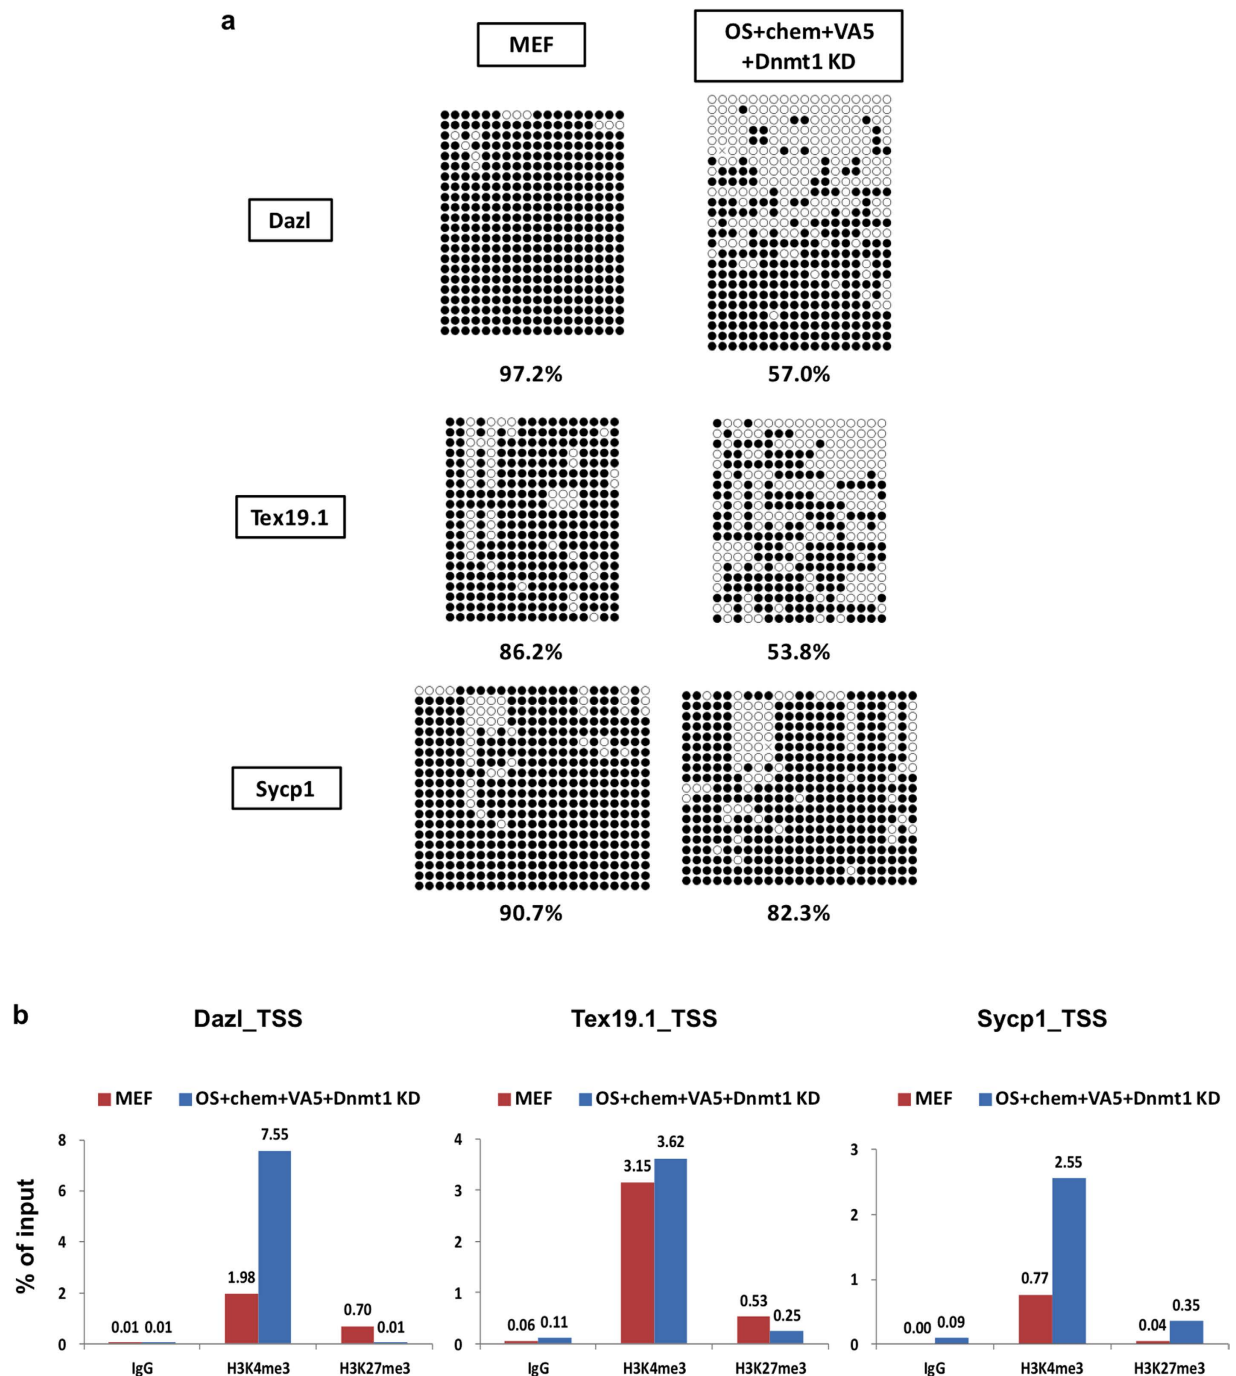 a
MEF
OS+chem+VA5
+Dnmt1 KD
Dazl
97.2%
57.0%
Tex19.1
86.2%
53.8%
Sycp1
90.7%
82.3%
b
Dazl_TSS
Tex19.1_TSS
Sycp1_TSS
MEF
OS+chem+VA5+Dnmt1 KD
MEF
OS+chem+VA5+Dnmt1 KD
MEF
OS+chem+VA5+Dnmt1 KD
% of input
8
6
4
2
0
0.01
0.01
1.98
7.55
0.70
0.01
IgG
H3K4me3
H3K27me3
4
3
2
1
0
0.06
0.11
3.15
3.62
0.53
0.25
IgG
H3K4me3
H3K27me3
3
2
1
0
0.00
0.09
0.77
2.55
0.04
0.35
IgG
H3K4me3
H3K27me3